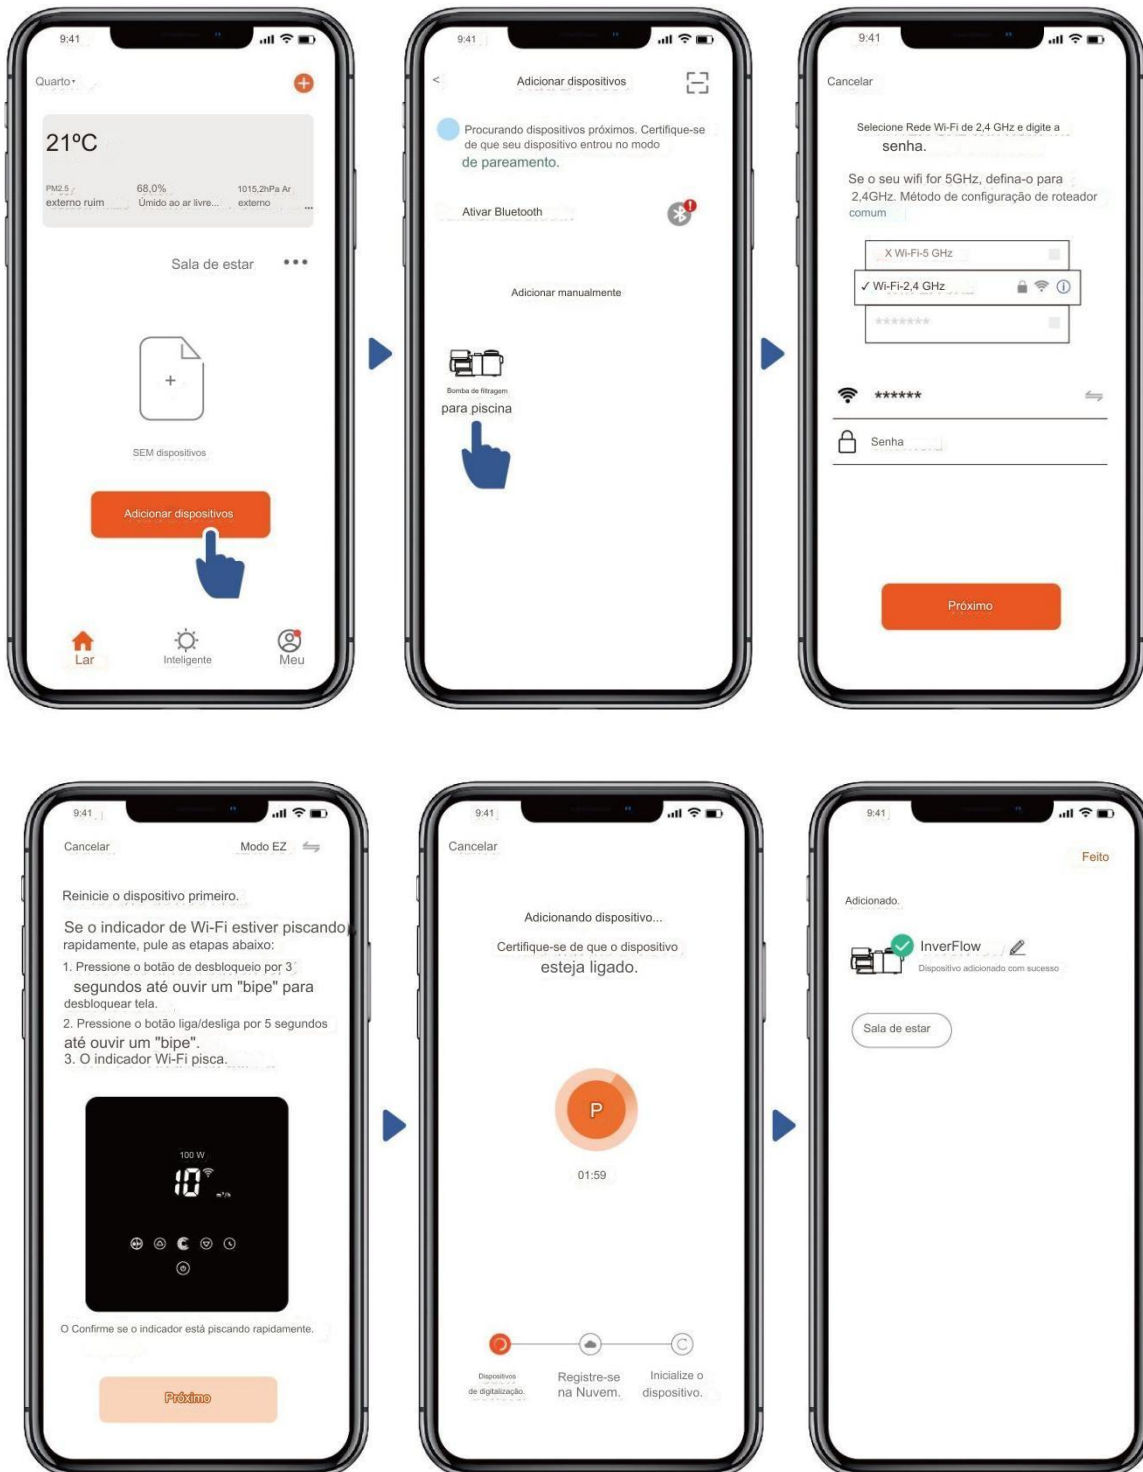 9:41
Quarto
21ºC
PM2.5
externo ruim
68,0%
Úmido ao ar livre...
1015,2hPa Ar
externo
...
Sala de estar
SEM dispositivos
Adicionar dispositivos
Lar
Inteligente
Meu
9:41
<
Adicionar dispositivos
Procurando dispositivos próximos. Certifique-se
de que seu dispositivo entrou no modo
de pareamento.
Ativar Bluetooth
Adicionar manualmente
Bomba de filtragem
para piscina
9:41
Cancelar
Selecione Rede Wi-Fi de 2,4 GHz e digite a
senha.
Se o seu wifi for 5GHz, defina-o para
2,4GHz. Método de configuração de roteador
comum
X Wi-Fi-5 GHz
✓ Wi-Fi-2,4 GHz
*******
******
Senha
Próximo
9:41
Cancelar
Modo EZ
Reinicie o dispositivo primeiro.
Se o indicador de Wi-Fi estiver piscando
rapidamente, pule as etapas abaixo:
1. Pressione o botão de desbloqueio por 3
segundos até ouvir um "bipe" para
desbloquear tela.
2. Pressione o botão liga/desliga por 5 segundos
até ouvir um "bipe".
3. O indicador Wi-Fi pisca.
100 W
10
m³/h
O Confirme se o indicador está piscando rapidamente.
Próximo
9:41
Cancelar
Adicionando dispositivo...
Certifique-se de que o dispositivo
esteja ligado.
P
01:59
Dispositivos
de digitalização.
Registre-se
na Nuvem.
Inicialize o
dispositivo.
9:41
Feito
Adicionado.
InverFlow
Dispositivo adicionado com sucesso
Sala de estar